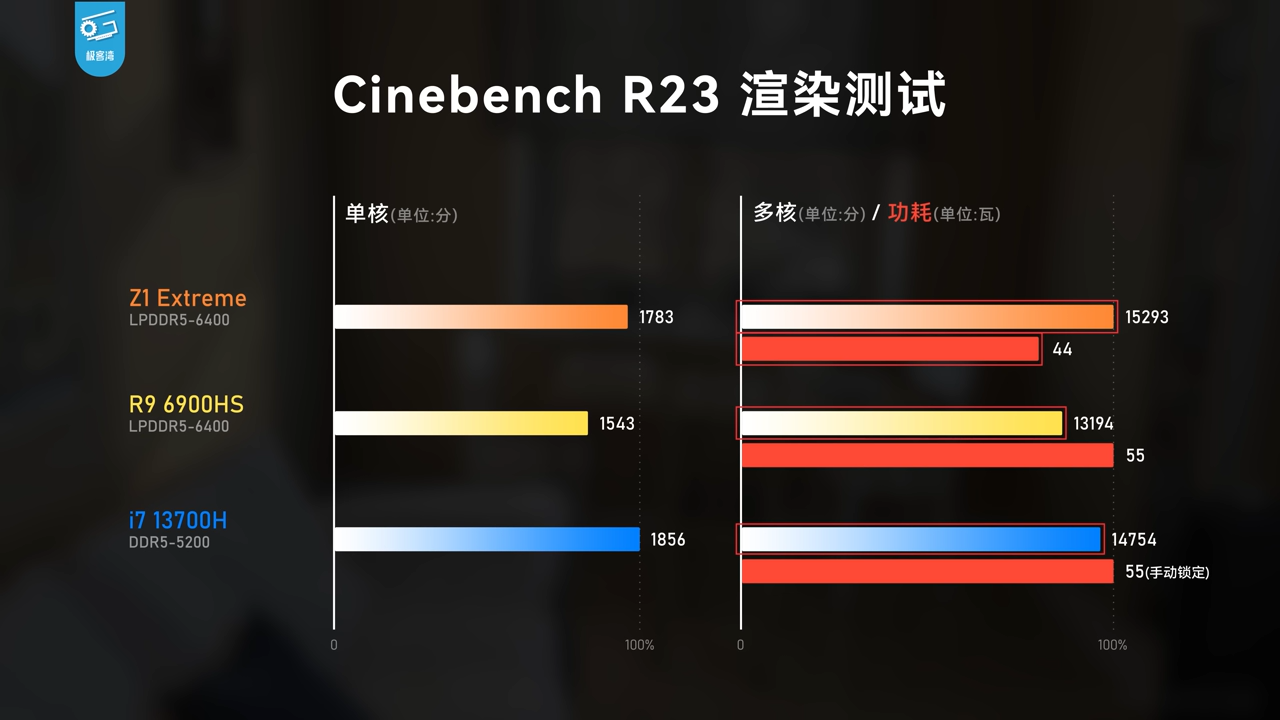 极客湾
Cinebench R23 渲染测试
单核(单位:分)
多核(单位:分) / 功耗(单位:瓦)
Z1 Extreme
LPDDR5-6400
1783
15293
44
R9 6900HS
LPDDR5-6400
1543
13194
55
i7 13700H
DDR5-5200
1856
14754
55(手动锁定)
0
100%
0
100%